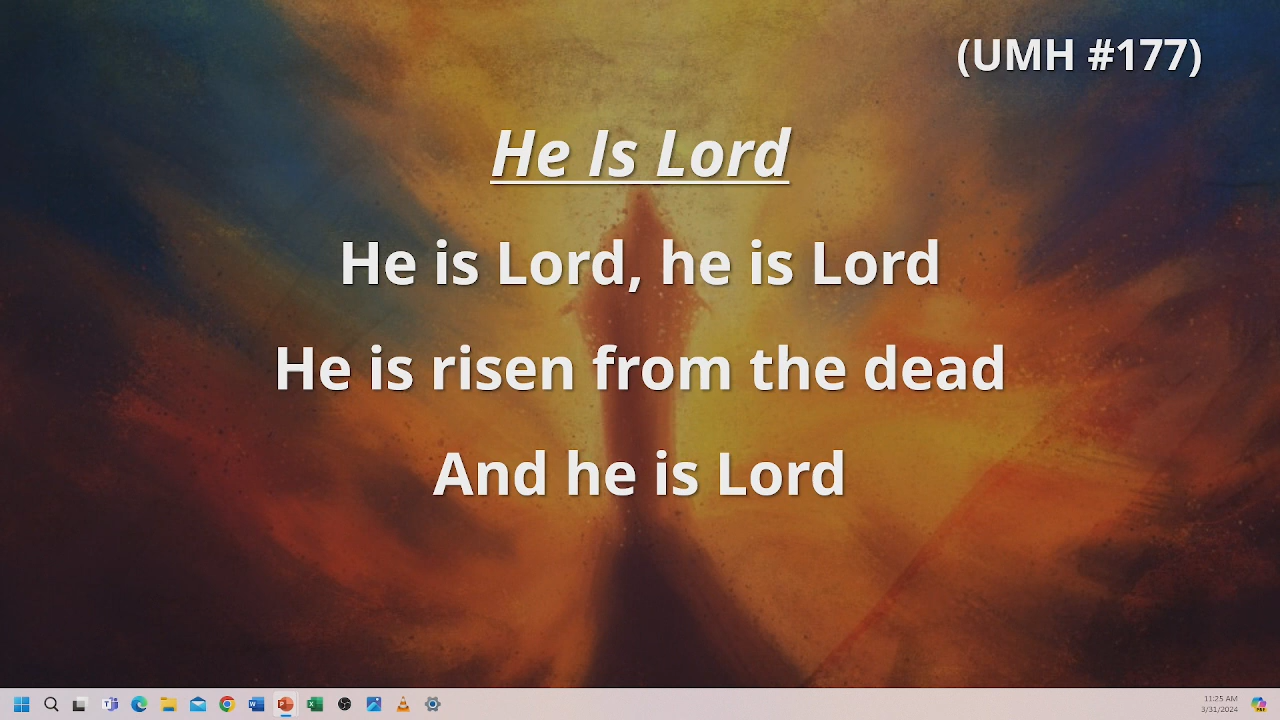 (UMH #177)
He Is Lord
He is Lord, he is Lord
He is risen from the dead
And he is Lord
11:25 AM
3/31/2024